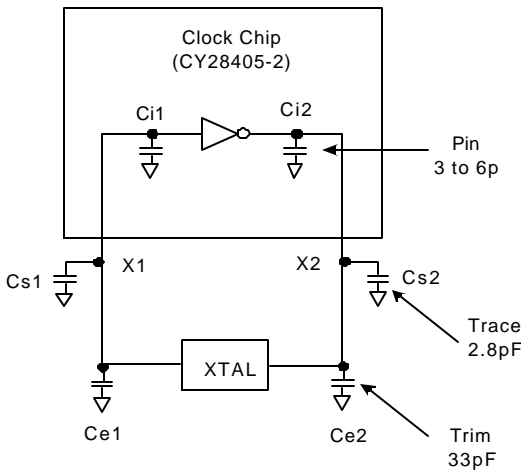 Clock Chip
(CY28405-2)
Ci1
Ci2
Pin
3 to 6p
X1
X2
Cs1
Cs2
Trace
2.8pF
XTAL
Ce1
Ce2
Trim
33pF